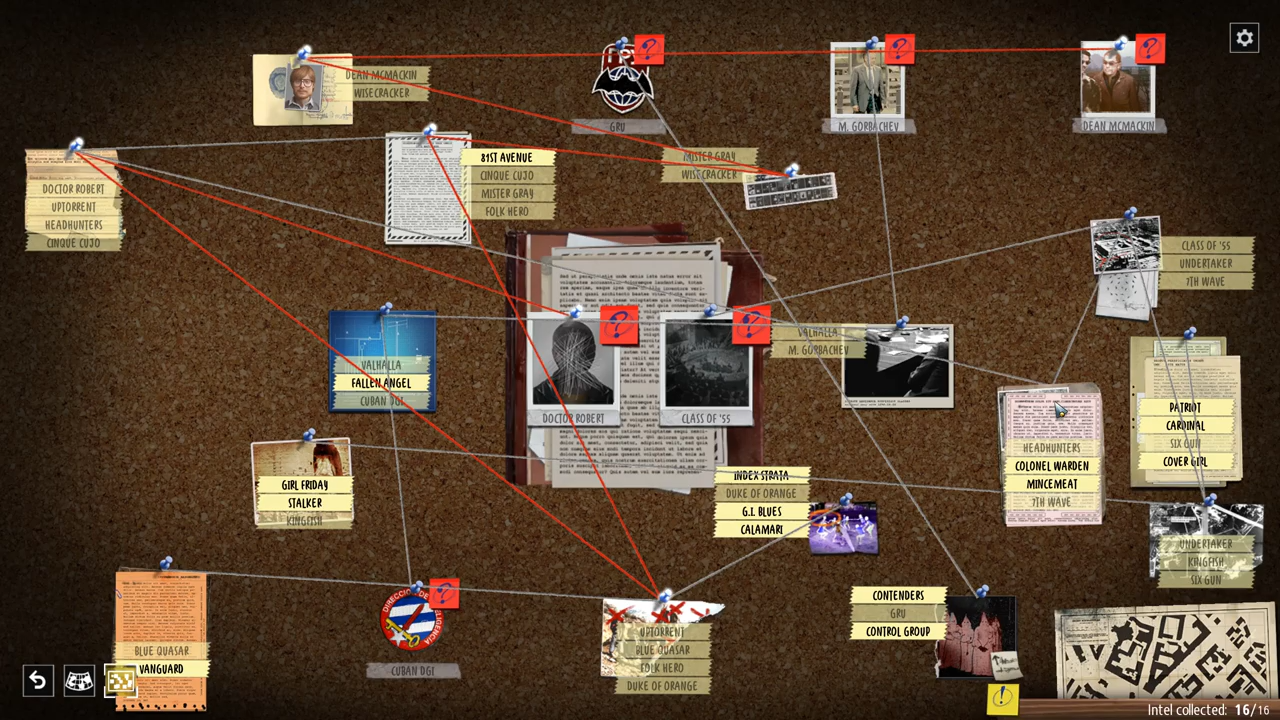 DEAN MCMACKIN
WISECRACKER
GRU
M. GORBACHEV
DEAN MCMACKIN
DOCTOR ROBERT
UPTORRENT
HEADHUNTERS
CINQUE CUJO
81ST AVENUE
CINQUE CUJO
MISTER GRAY
FOLK HERO
MISTER GRAY
WISECRACKER
CLASS OF '55
UNDERTAKER
7TH WAVE
VALHALLA
FALLEN ANGEL
CUBAN DGI
DOCTOR ROBERT
CLASS OF '55
VALHALLA
M. GORBACHEV
HEADHUNTERS
COLONEL WARDEN
MINCEMEAT
7TH WAVE
PATRIOT
CARDINAL
SIX GUN
COVER GIRL
GIRL FRIDAY
STALKER
KINGFISH
INDEX STRATA
DUKE OF ORANGE
G.I. BLUES
CALAMARI
UNDERTAKER
KINGFISH
SIX GUN
BLUE QUASAR
VANGUARD
CUBAN DGI
UPTORRENT
BLUE QUASAR
FOLK HERO
DUKE OF ORANGE
CONTENDERS
GRU
CONTROL GROUP
Intel collected: 16/16